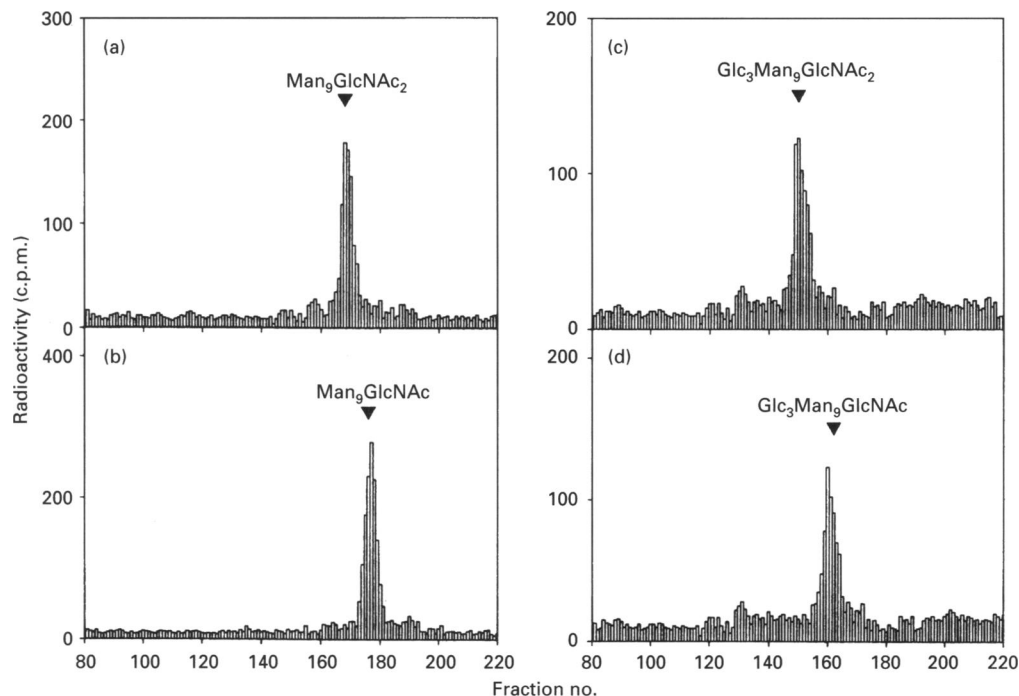 (a)
Man₉GlcNAc₂
300
200
100
0
(b)
Man₉GlcNAc
400
200
0
80 100 120 140 160 180 200 220
(c)
Glc₃Man₉GlcNAc₂
200
100
0
(d)
Glc₃Man₉GlcNAc
200
100
0
80 100 120 140 160 180 200 220
Radioactivity (c.p.m.)
Fraction no.